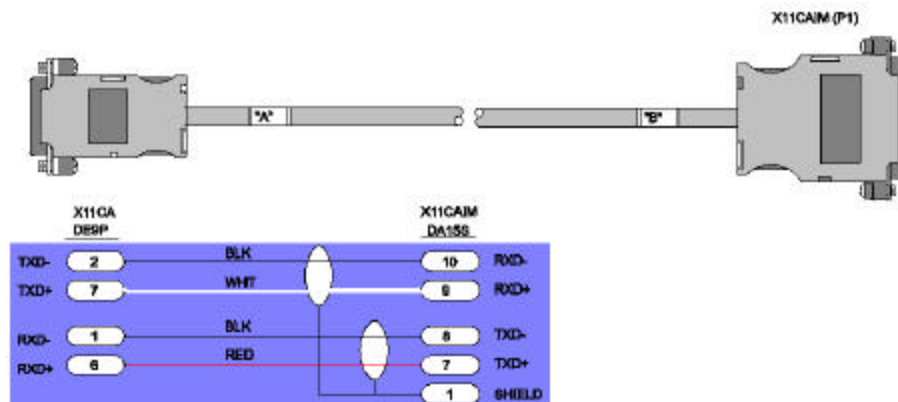 X11CAIM (P1)
"A"
"B"
X11CA
DE9P
X11CAIM
DA15S
TXD- 2 BLK 10 RXD-
TXD+ 7 WHIT 9 RXD+
RXD- 1 BLK 8 TXD-
RXD+ 6 RED 7 TXD+
1 SHIELD